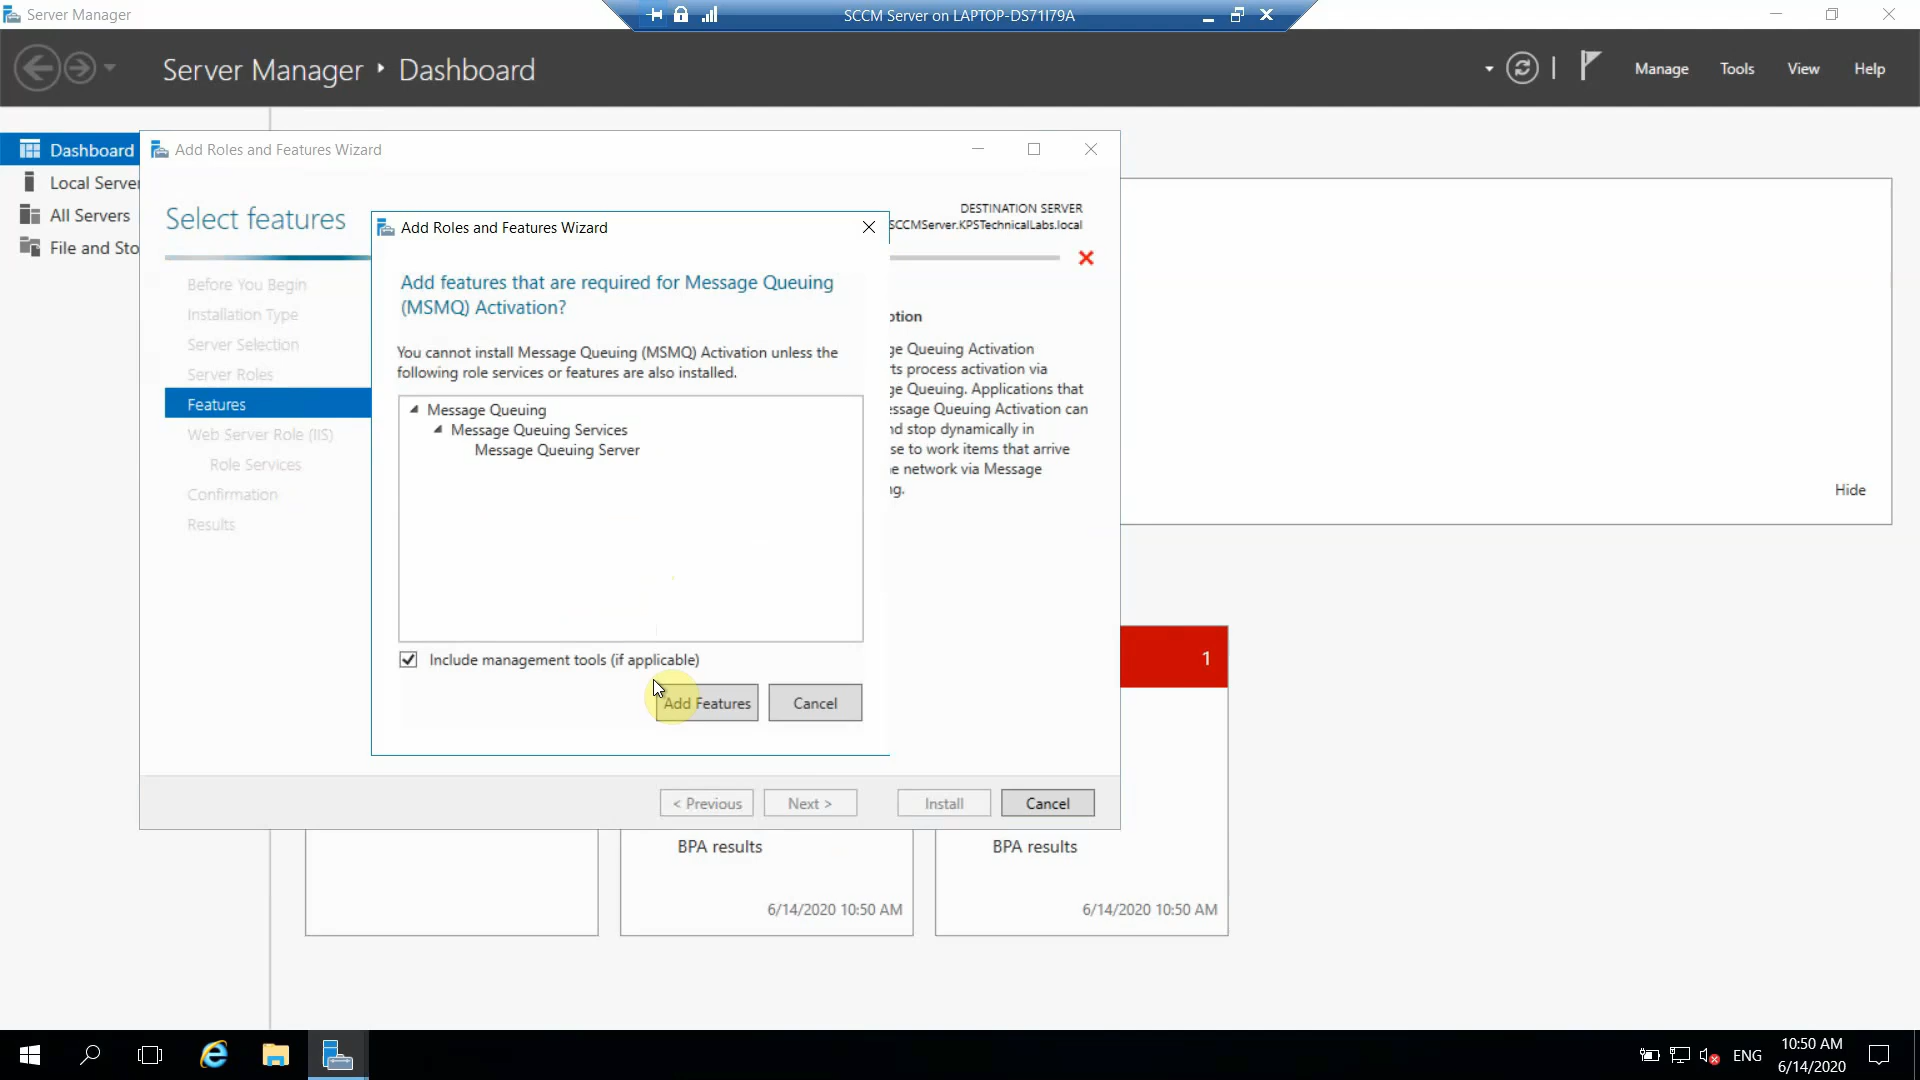 Server Manager
SCCM Server on LAPTOP-DS71I79A
Server Manager
Dashboard
Manage
Tools
View
Help
Dashboard
Local Server
All Servers
File and Sto
Add Roles and Features Wizard
Select features
DESTINATION SERVER
SCCMServer.KPSTechnicalLabs.local
Before You Begin
Installation Type
Server Selection
Server Roles
Features
Web Server Role (IIS)
Role Services
Confirmation
Results
Add Roles and Features Wizard
Add features that are required for Message Queuing
(MSMQ) Activation?
You cannot install Message Queuing (MSMQ) Activation unless the
following role services or features are also installed.
Message Queuing
Message Queuing Services
Message Queuing Server
Include management tools (if applicable)
Add Features
Cancel
ption
ge Queuing Activation
rts process activation via
ge Queuing. Applications that
essage Queuing Activation can
nd stop dynamically in
se to work items that arrive
e network via Message
ng.
Hide
1
< Previous
Next >
Install
Cancel
BPA results
BPA results
6/14/2020 10:50 AM
6/14/2020 10:50 AM
ENG
10:50 AM
6/14/2020